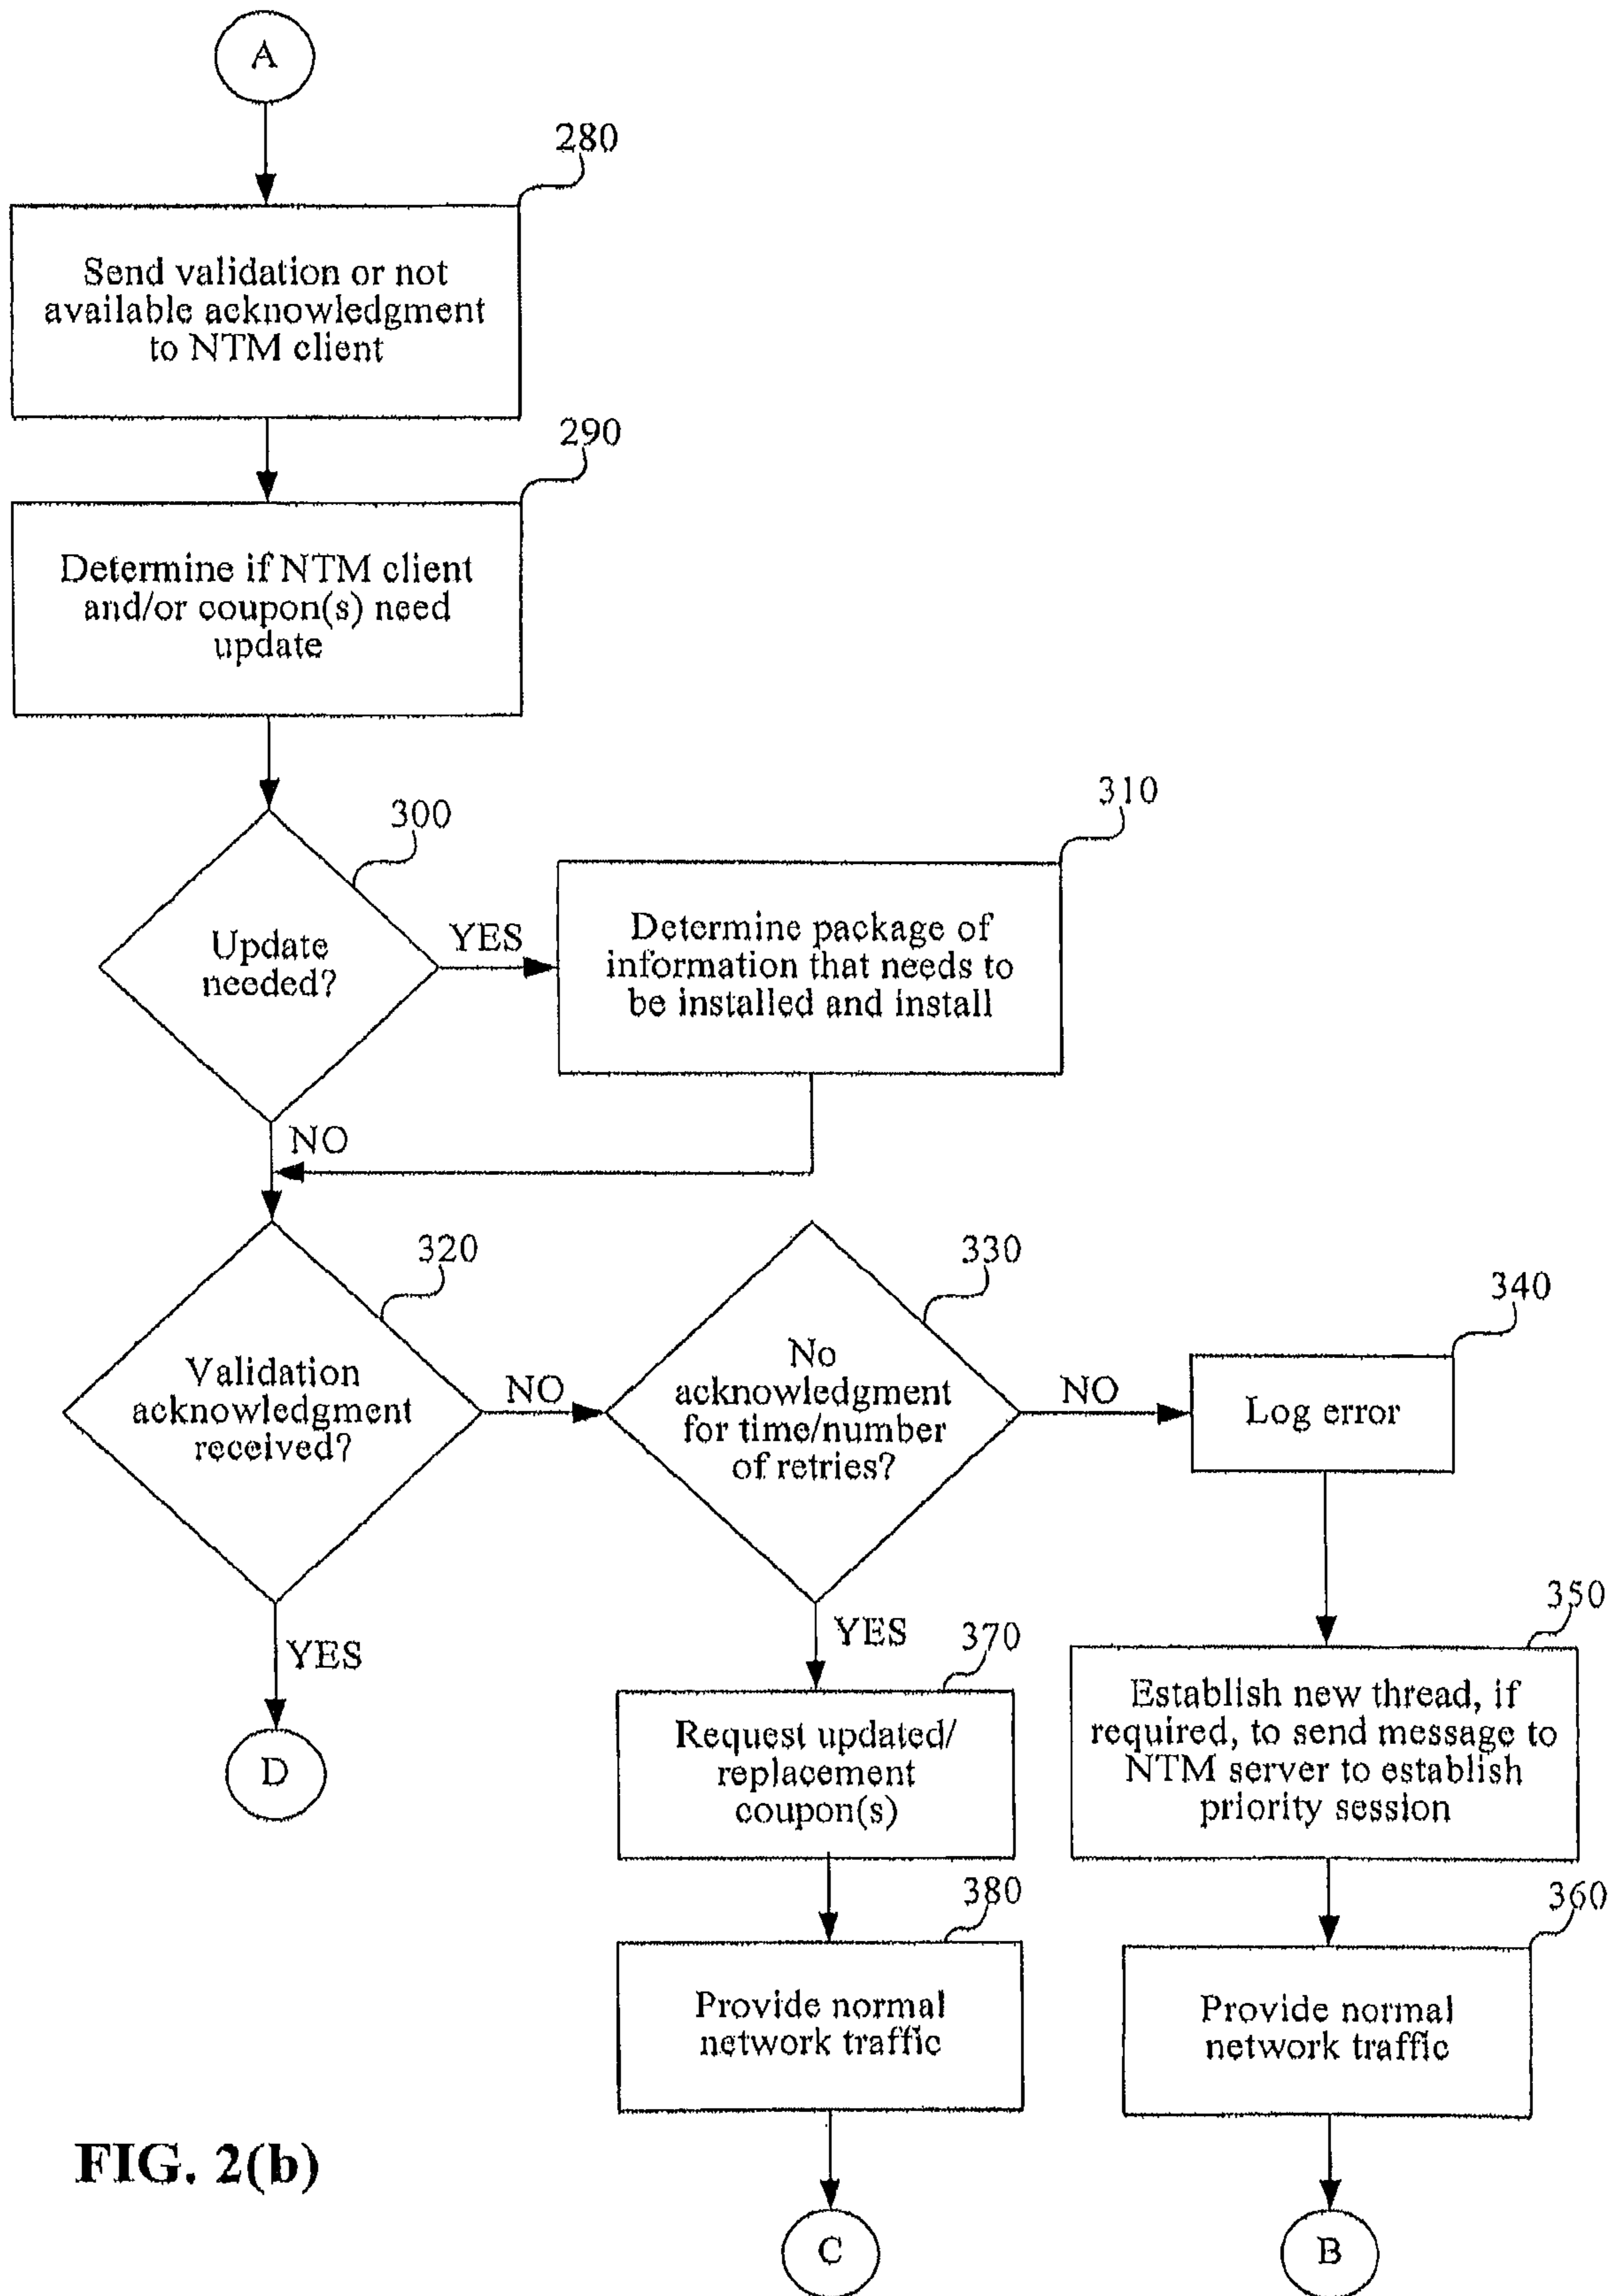 A
280
Send validation or not
available acknowledgment
to NTM client
290
Determine if NTM client
and/or coupon(s) need
update
300
Update
needed?
YES
310
Determine package of
information that needs to
be installed and install
NO
320
Validation
acknowledgment
received?
NO
330
No
acknowledgment
for time/number
of retries?
NO
340
Log error
YES
D
YES
370
Request updated/
replacement
coupon(s)
350
Establish new thread, if
required, to send message to
NTM server to establish
priority session
380
Provide normal
network traffic
360
Provide normal
network traffic
FIG. 2(b)
C
B